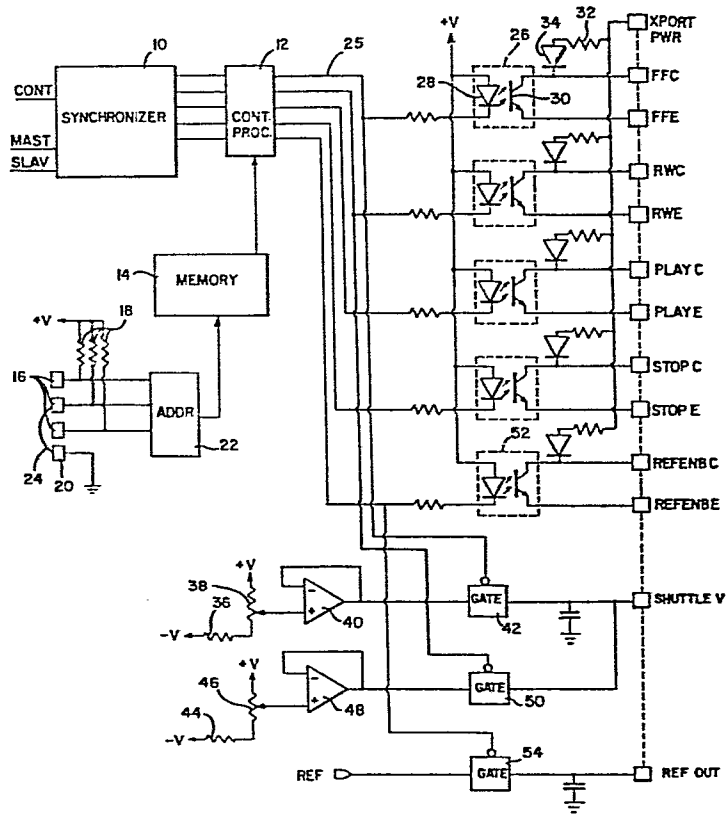 10
12
25
+V
26
34
32
XPORT
PWR
CONT
SYNCHRONIZER
CONT.
PROC.
28
30
FFC
FFE
MAST
SLAV
RWC
RWE
14
MEMORY
PLAY C
PLAY E
+V
18
16
ADDR
22
24
20
STOP C
STOP E
52
REFENBC
REFENBE
+V
38
36
-V
-
+
40
GATE
42
SHUTTLE V
+V
46
44
-V
-
+
48
GATE
50
54
REF
GATE
REF OUT